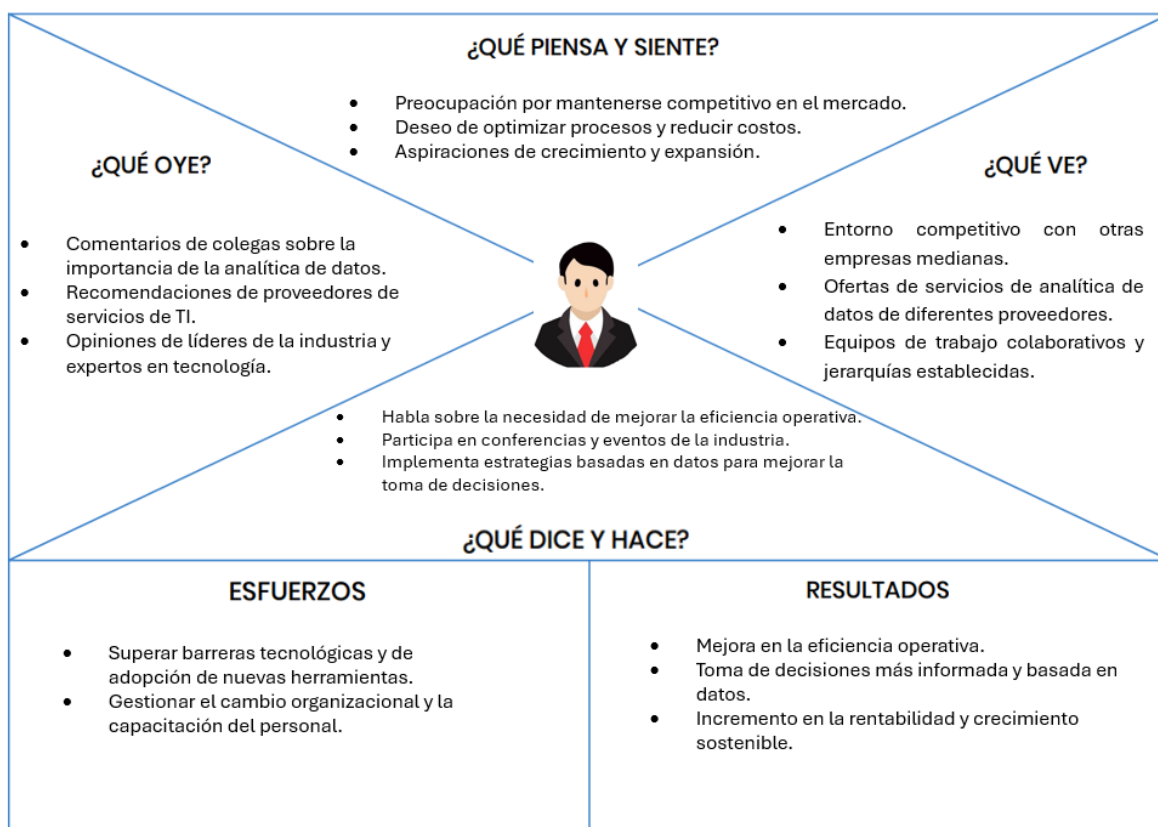 ¿QUÉ PIENSA Y SIENTE?
• Preocupación por mantenerse competitivo en el mercado.
• Deseo de optimizar procesos y reducir costos.
• Aspiraciones de crecimiento y expansión.
¿QUÉ OYE?
• Comentarios de colegas sobre la
importancia de la analítica de datos.
• Recomendaciones de proveedores de
servicios de TI.
• Opiniones de líderes de la industria y
expertos en tecnología.
¿QUÉ VE?
• Entorno competitivo con otras
empresas medianas.
• Ofertas de servicios de analítica de
datos de diferentes proveedores.
• Equipos de trabajo colaborativos y
jerarquías establecidas.
• Habla sobre la necesidad de mejorar la eficiencia operativa.
• Participa en conferencias y eventos de la industria.
• Implementa estrategias basadas en datos para mejorar la
toma de decisiones.
¿QUÉ DICE Y HACE?
ESFUERZOS
• Superar barreras tecnológicas y de
adopción de nuevas herramientas.
• Gestionar el cambio organizacional y la
capacitación del personal.
RESULTADOS
• Mejora en la eficiencia operativa.
• Toma de decisiones más informada y basada en
datos.
• Incremento en la rentabilidad y crecimiento
sostenible.